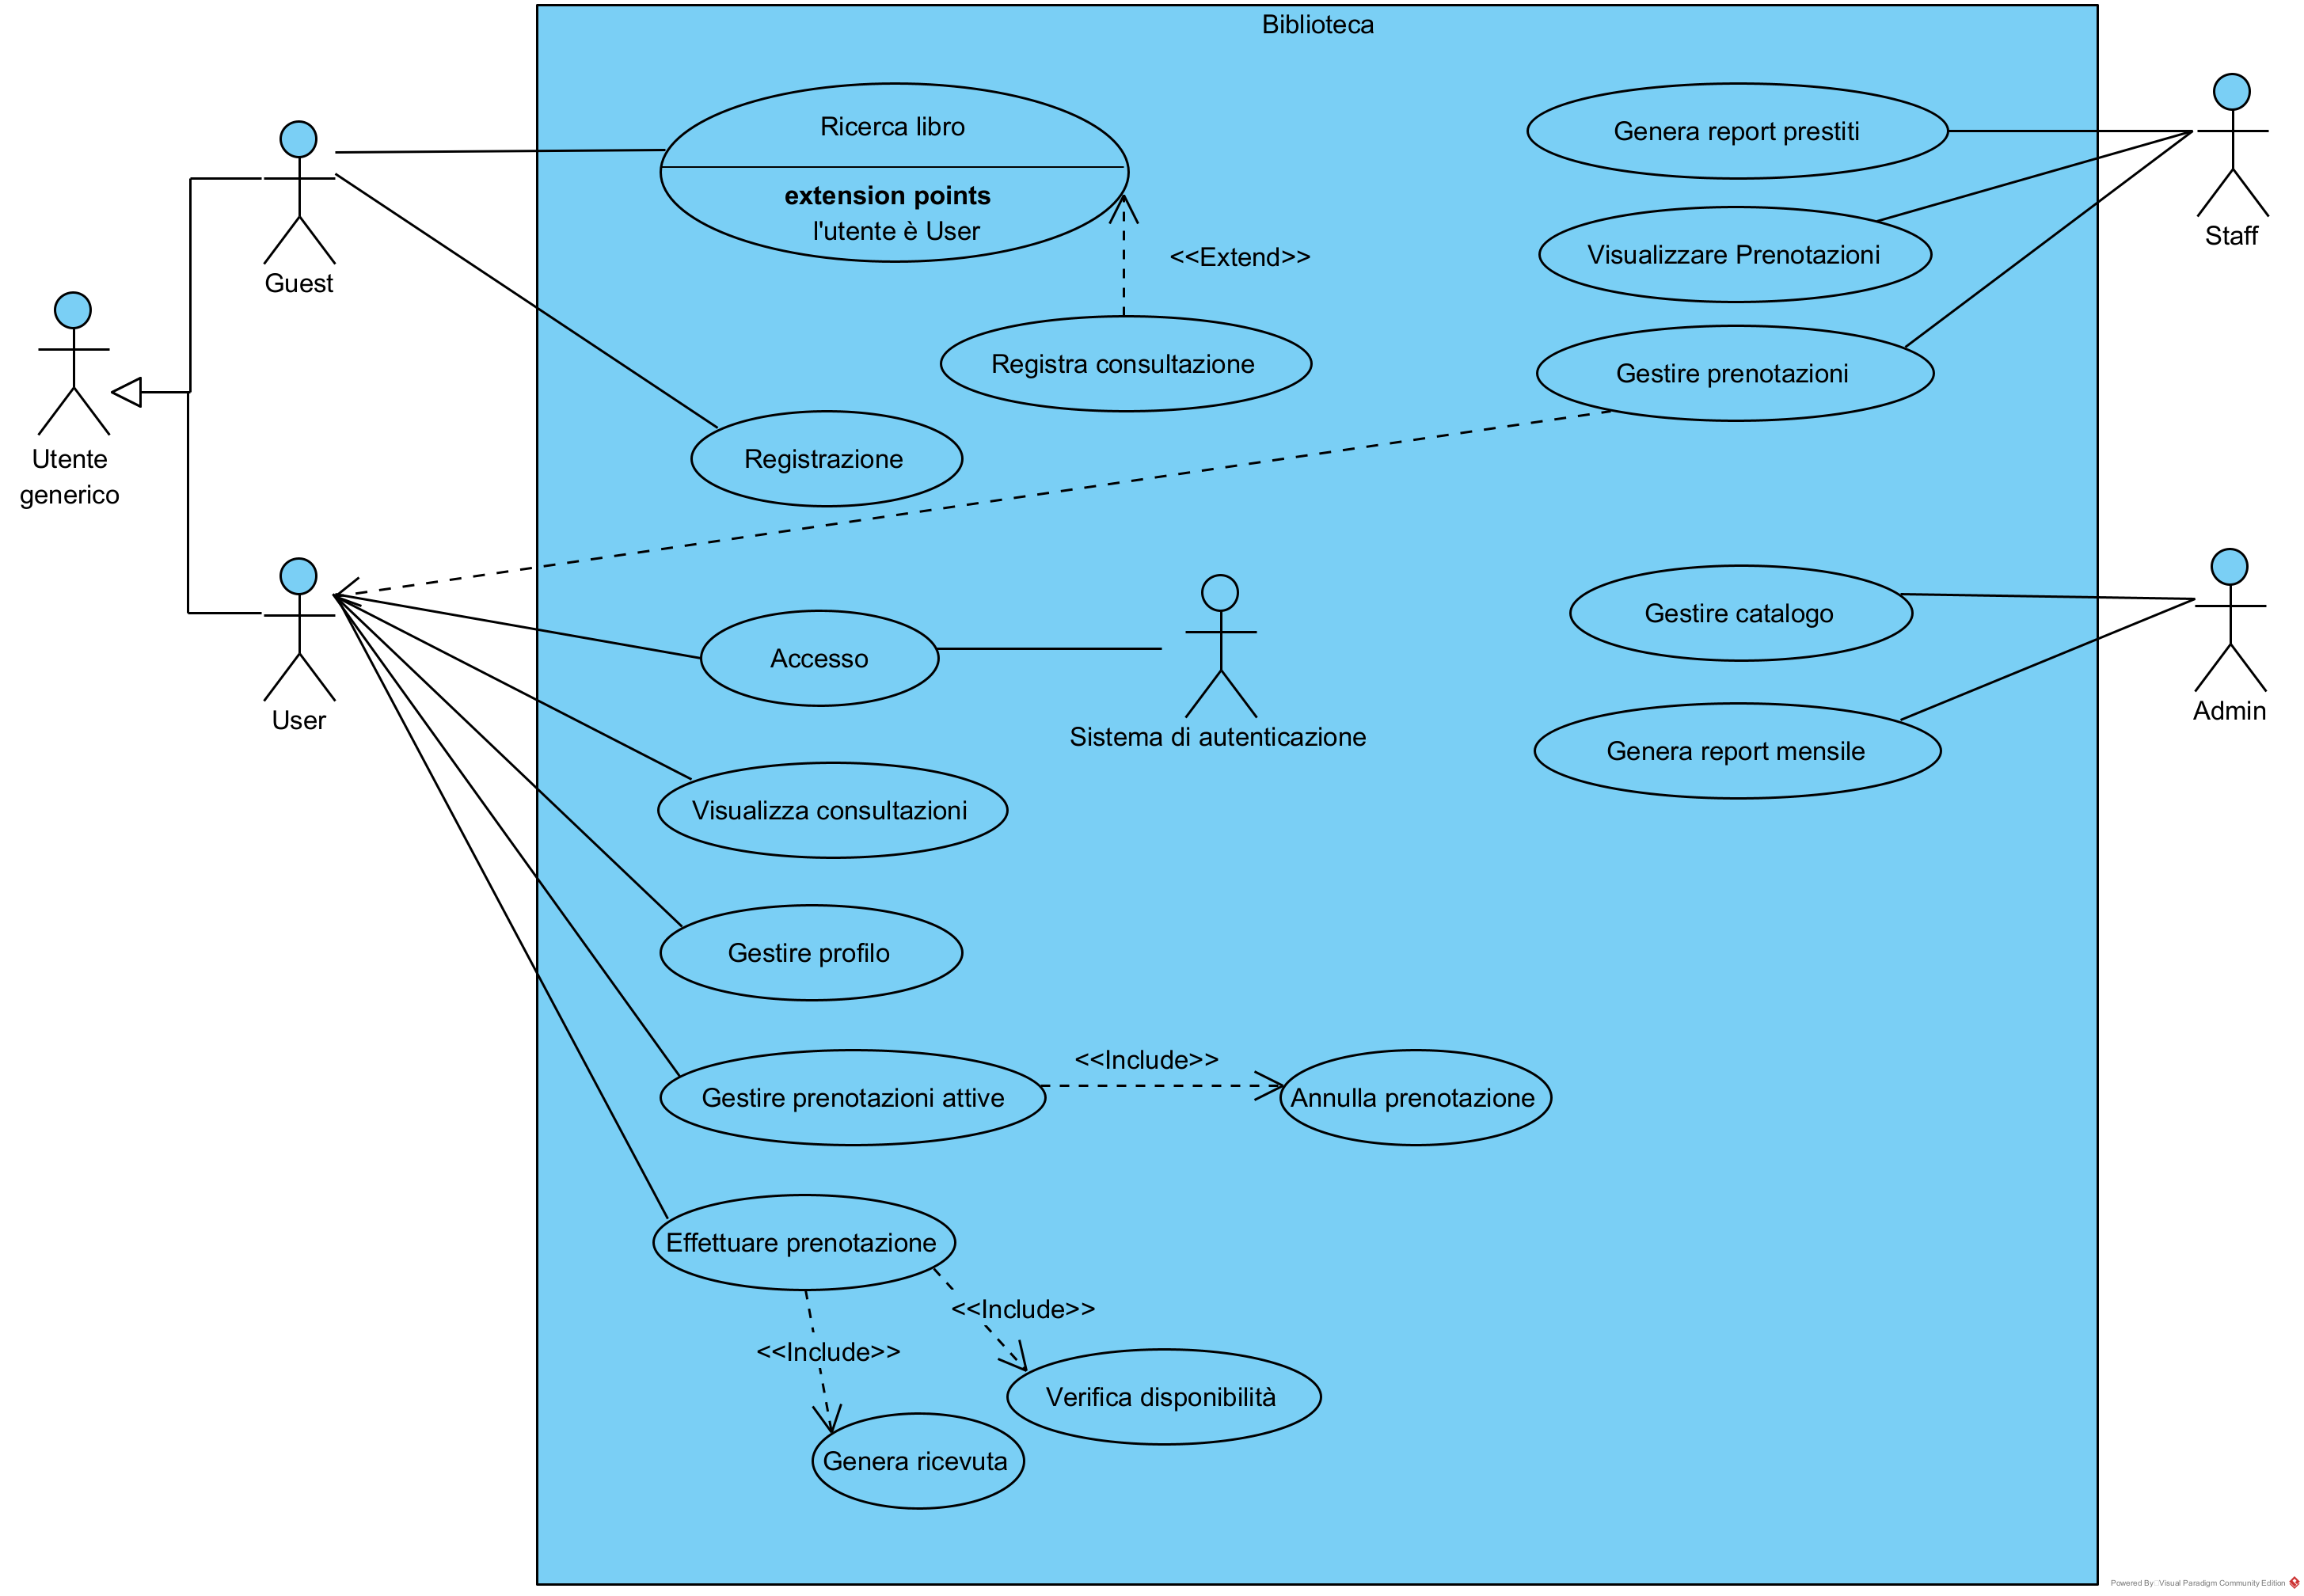 Biblioteca
Ricerca libro
extension points
l'utente è User
<<Extend>>
Registra consultazione
Registrazione
Guest
Utente
generico
User
Genera report prestiti
Visualizzare Prenotazioni
Gestire prenotazioni
Staff
Accesso
Sistema di autenticazione
Gestire catalogo
Genera report mensile
Admin
Visualizza consultazioni
Gestire profilo
Gestire prenotazioni attive
<<Include>>
Annulla prenotazione
Effettuare prenotazione
<<Include>>
<<Include>>
Verifica disponibilità
Genera ricevuta
Powered By: Visual Paradigm Community Edition